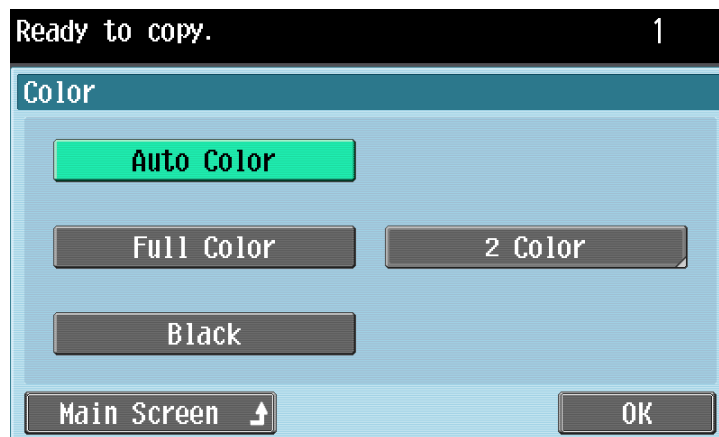 Ready to copy. 1
Color
Auto Color
Full Color 2 Color
Black
Main Screen OK